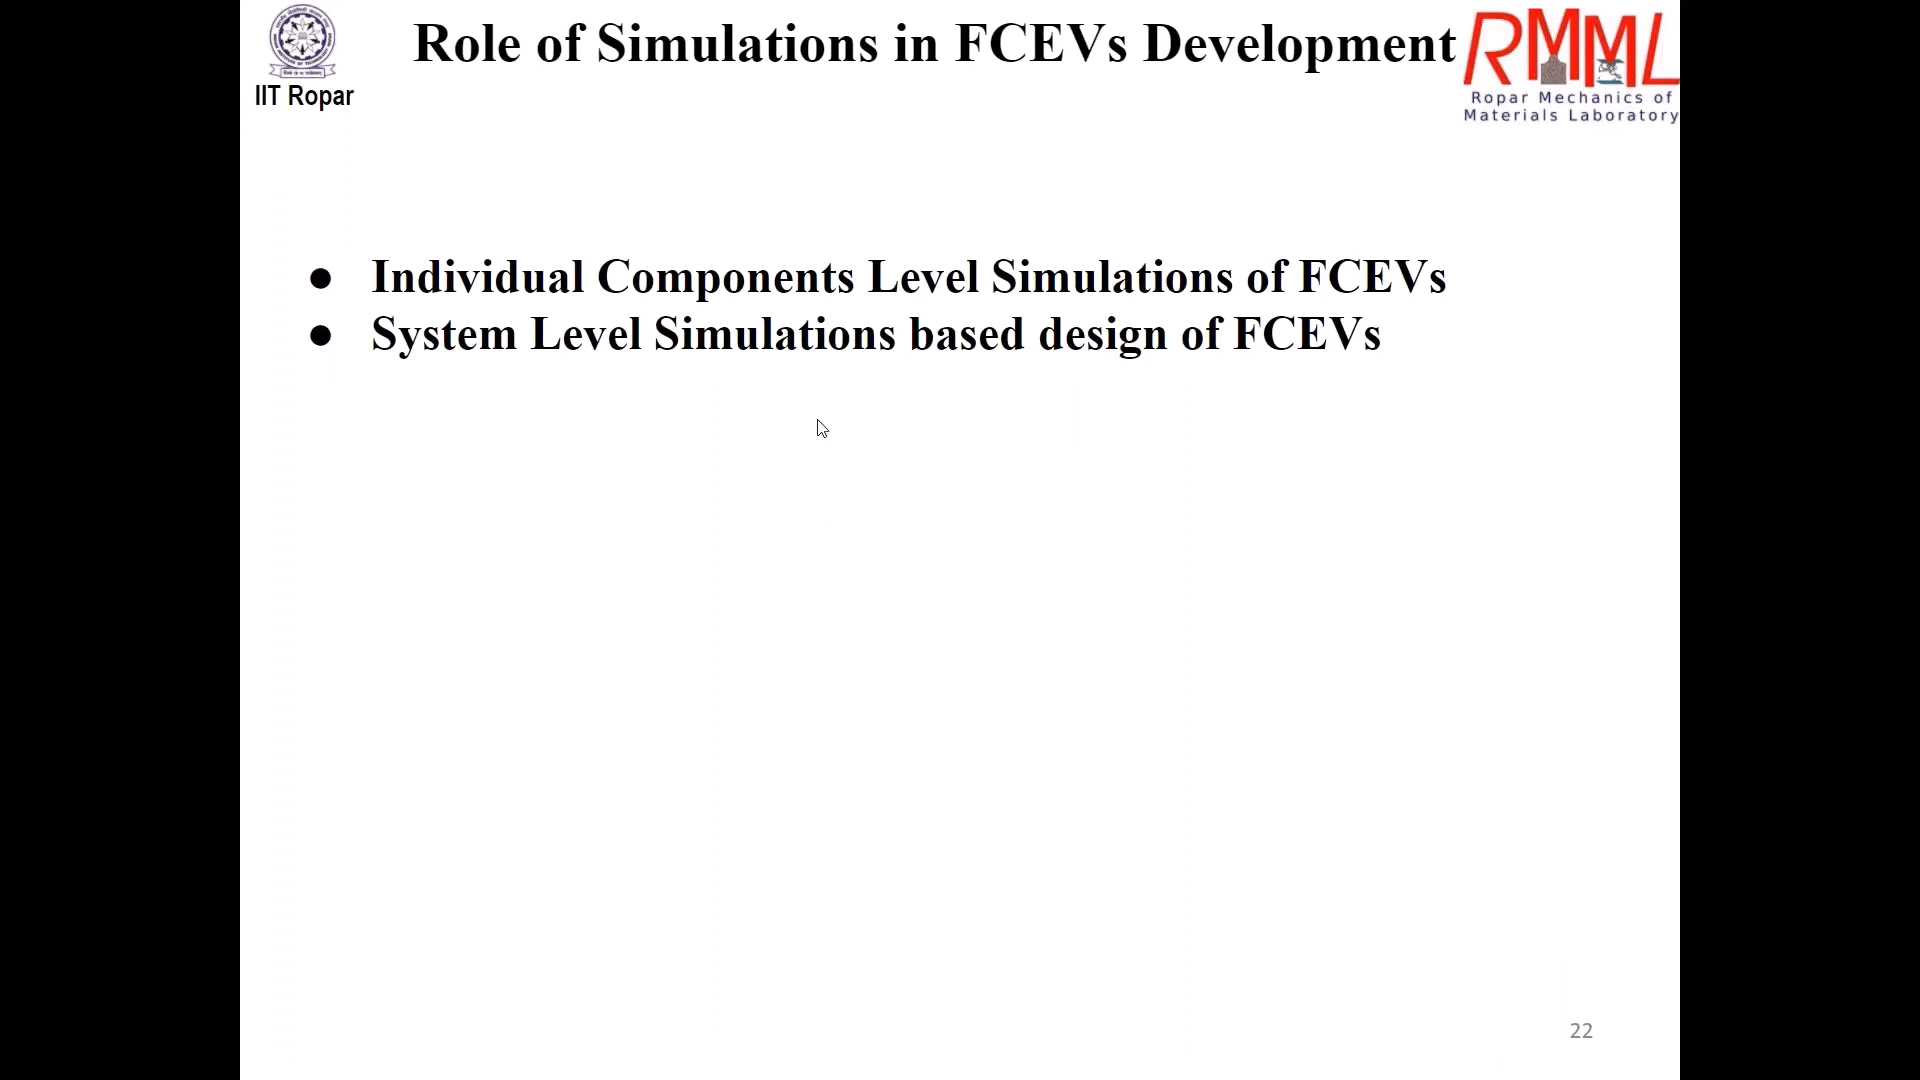 Role of Simulations in FCEVs Development
IIT Ropar
RMML
Ropar Mechanics of
Materials Laboratory
● Individual Components Level Simulations of FCEVs
● System Level Simulations based design of FCEVs
22